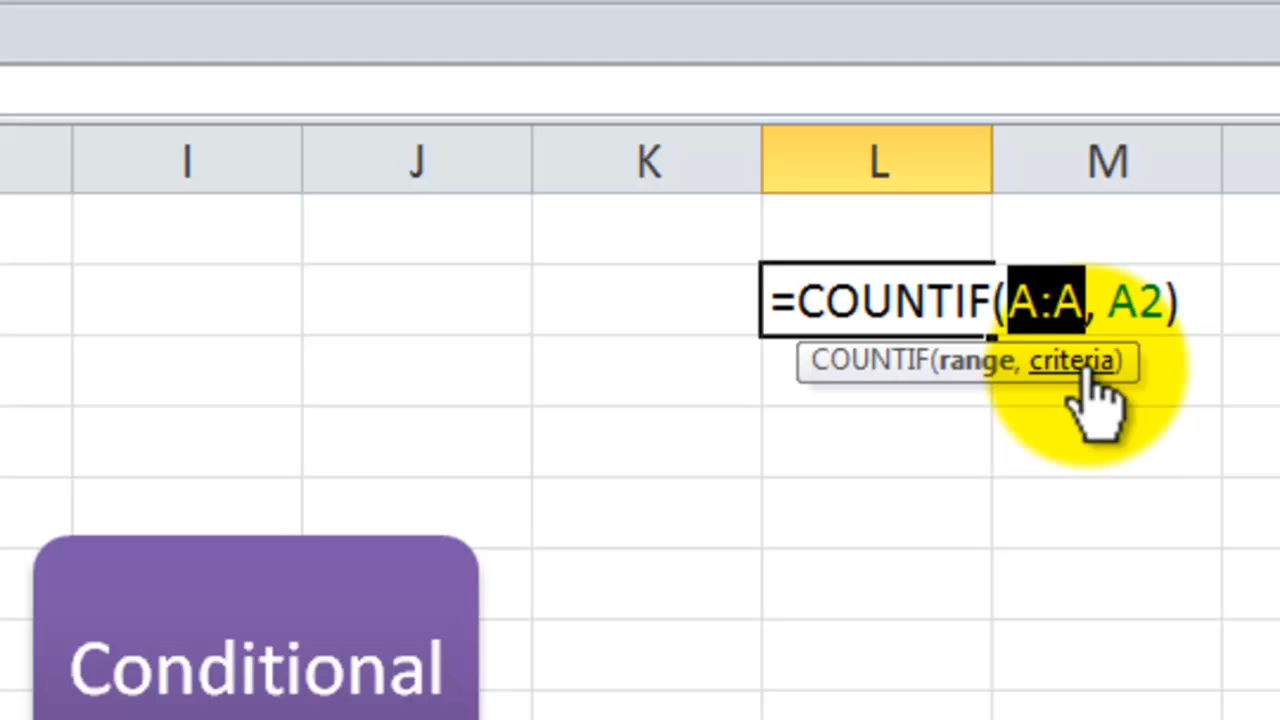 I J K L M
=COUNTIF(A:A, A2)
COUNTIF(range, criteria)
Conditional